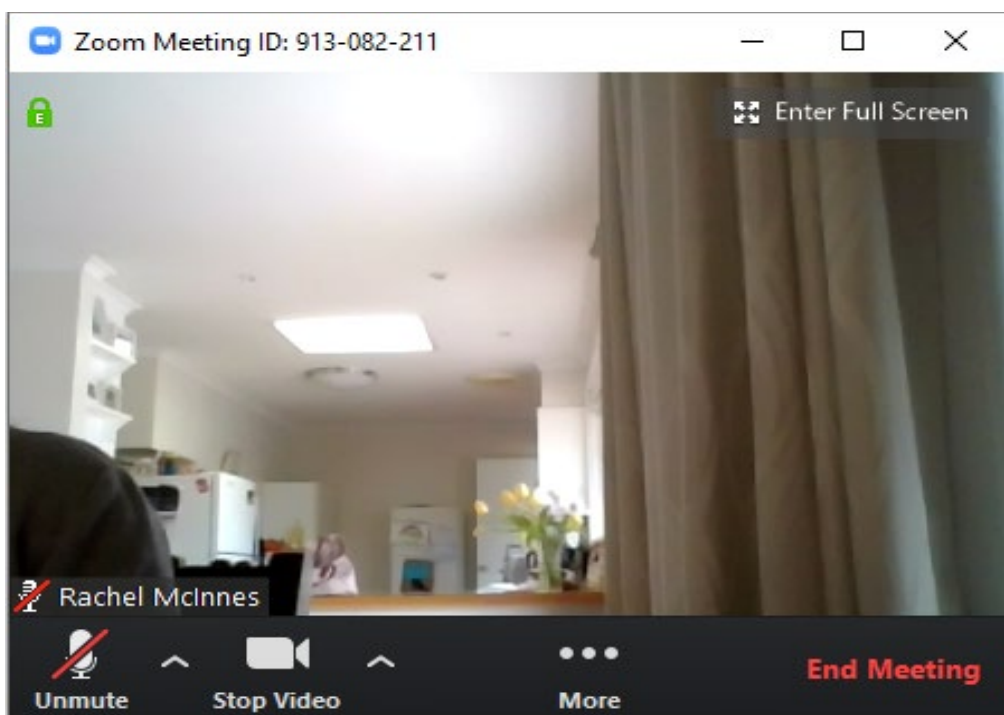 Zoom Meeting ID: 913-082-211
E
Enter Full Screen
Rachel McInnes
Unmute
Stop Video
More
End Meeting